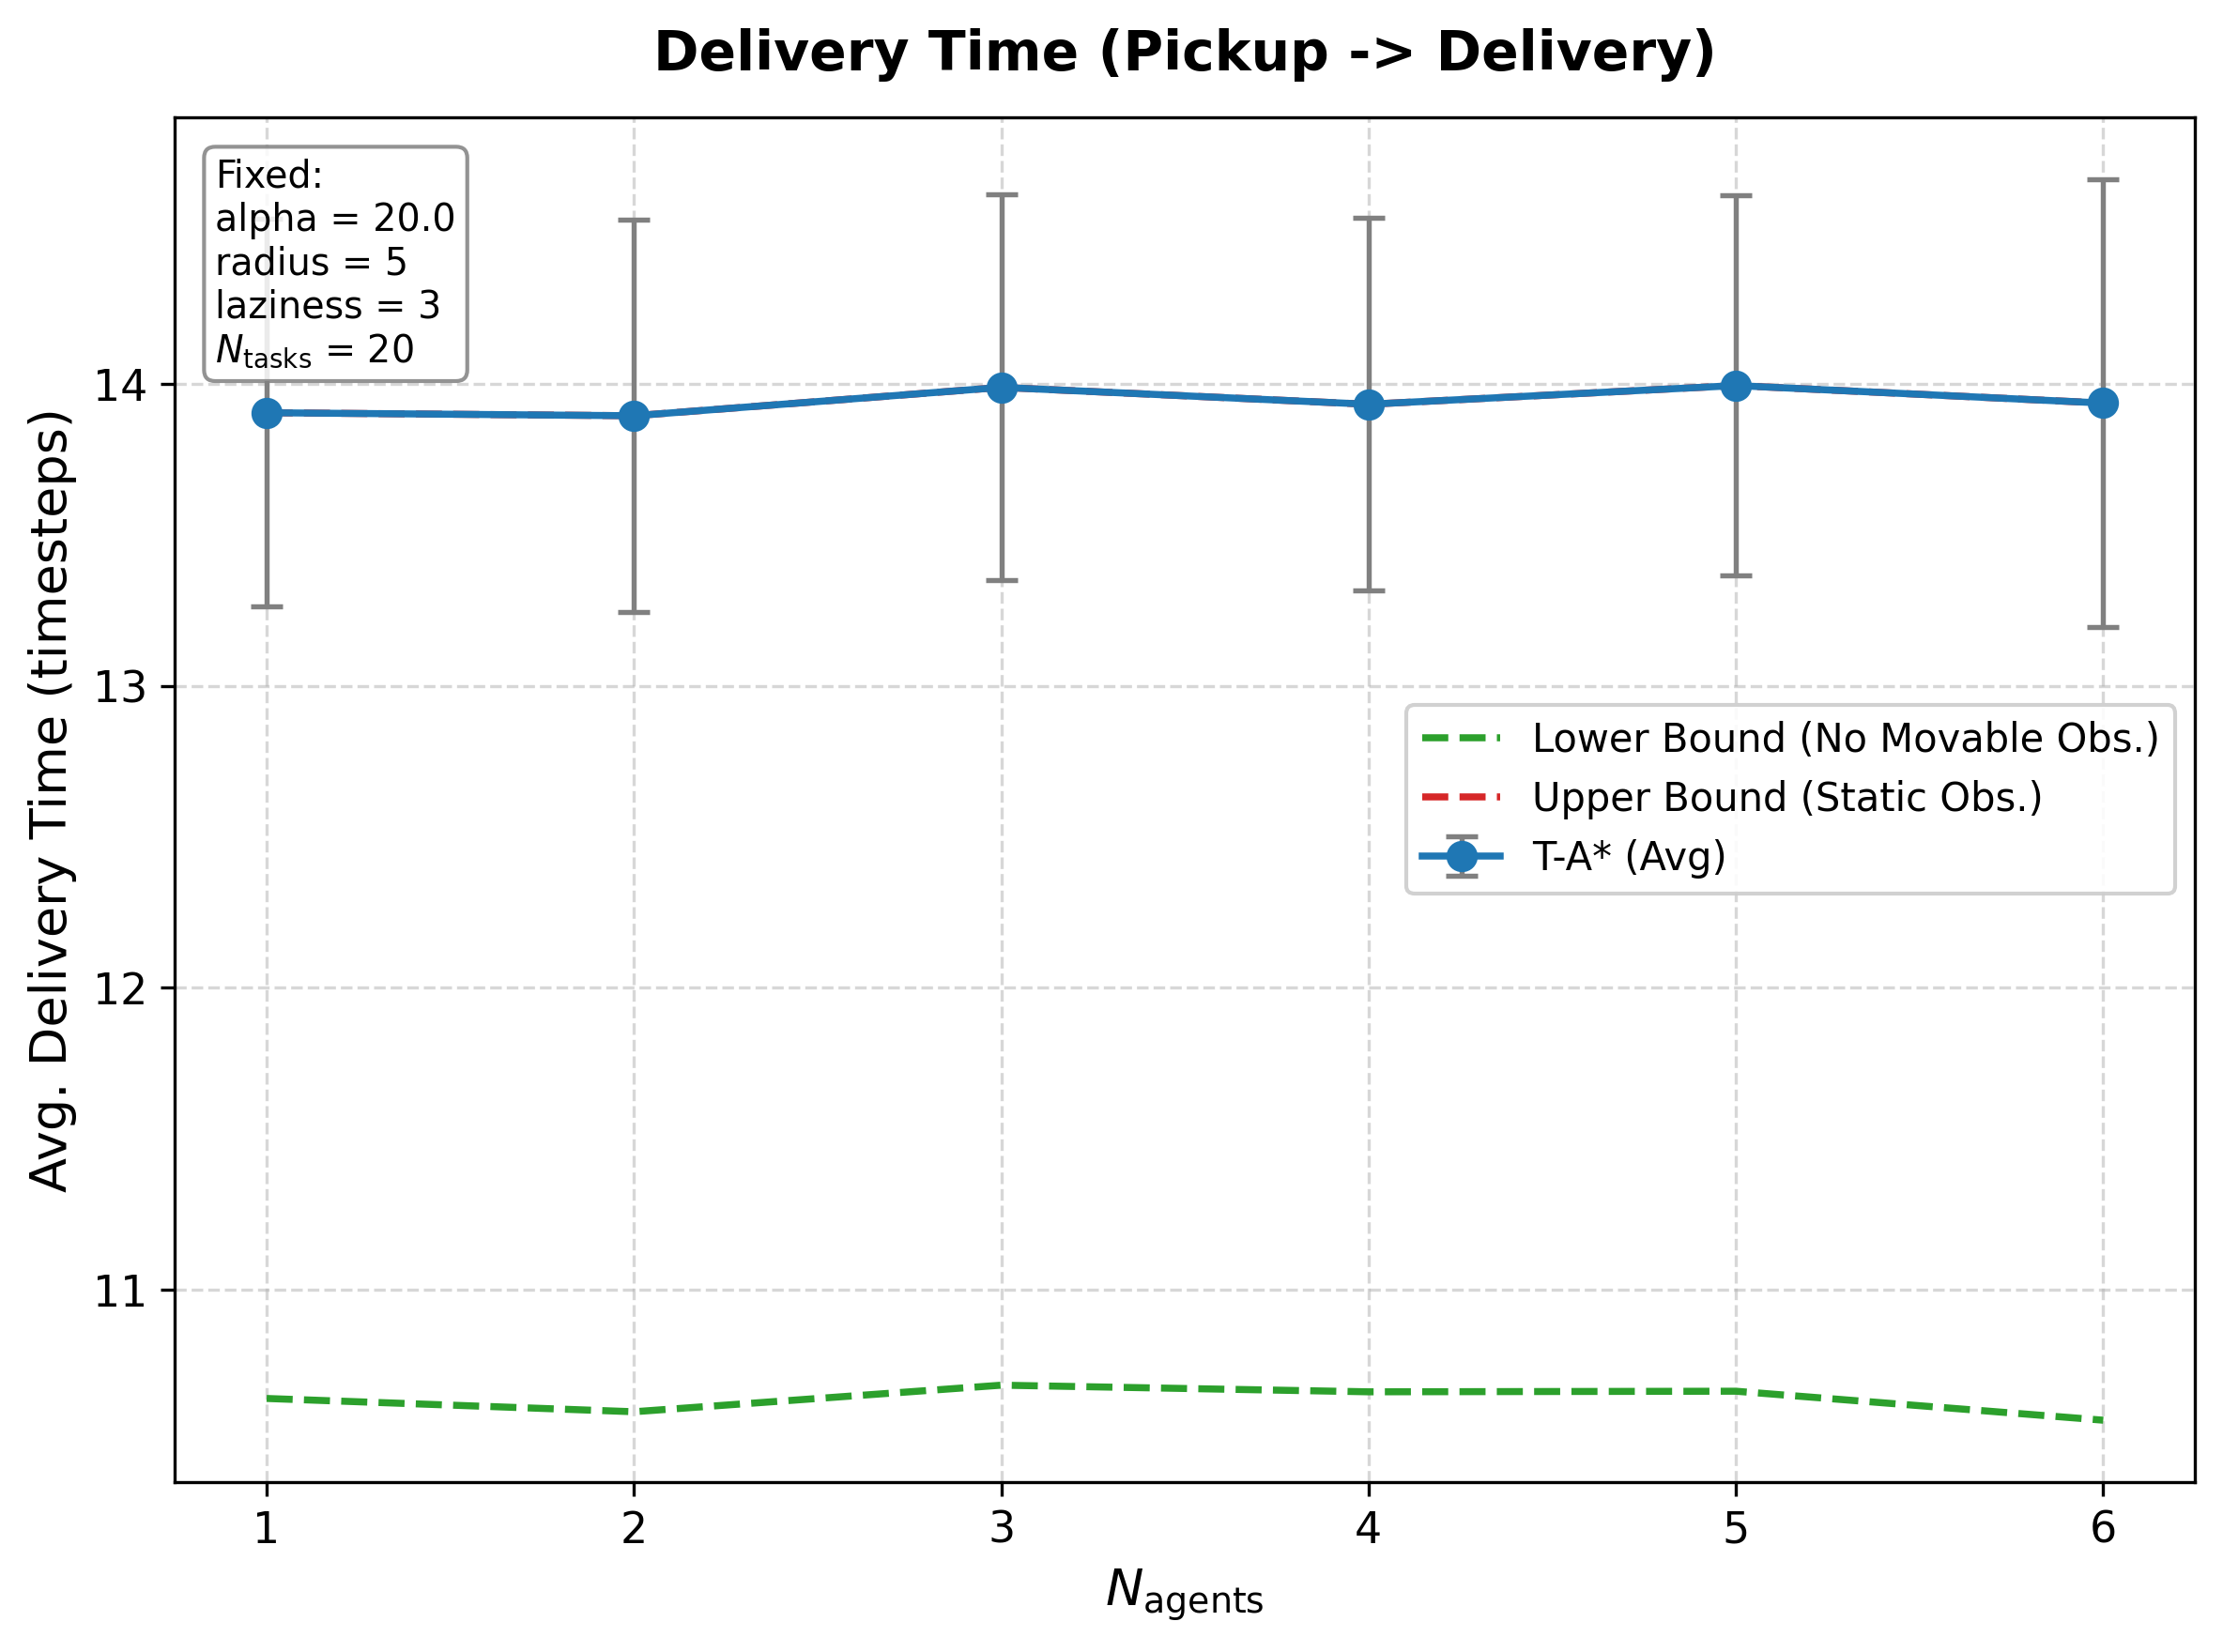 Delivery Time (Pickup -> Delivery)
Fixed:
alpha = 20.0
radius = 5
laziness = 3
N_tasks = 20
Avg. Delivery Time (timesteps)
14
13
12
11
Lower Bound (No Movable Obs.)
Upper Bound (Static Obs.)
T-A* (Avg)
1 2 3 4 5 6
N_agents